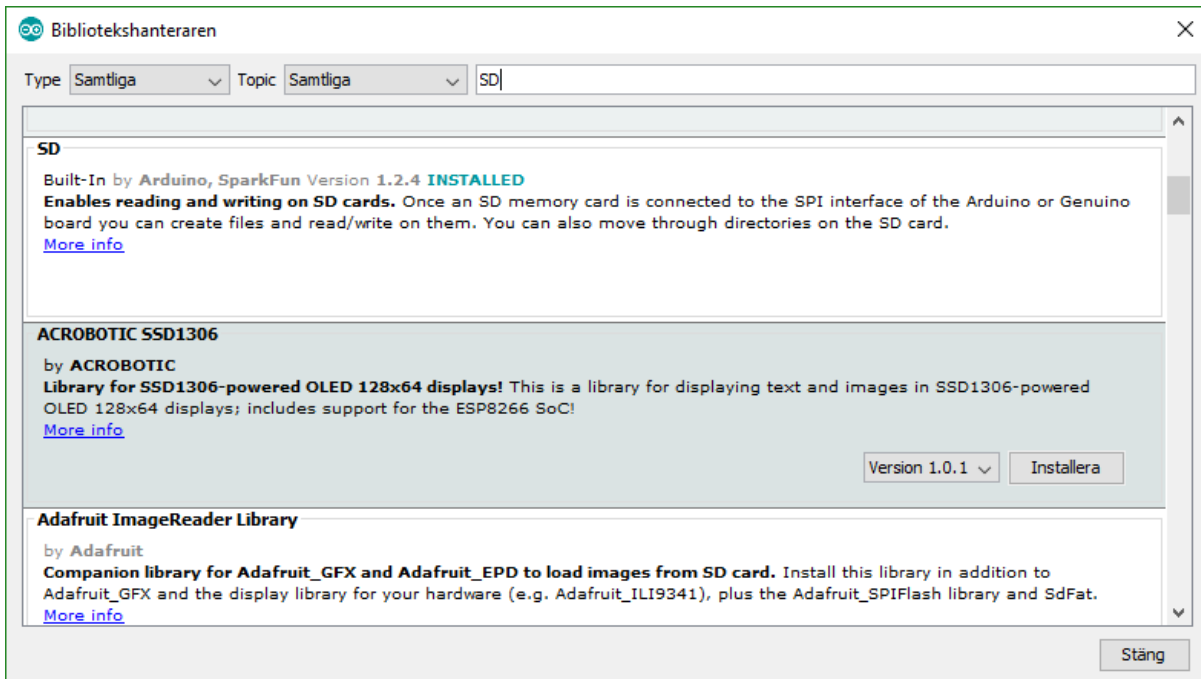 Bibliotekshanteraren
Type Samtliga Topic Samtliga SD
SD
Built-In by Arduino, SparkFun Version 1.2.4 INSTALLED
Enables reading and writing on SD cards. Once an SD memory card is connected to the SPI interface of the Arduino or Genuino
board you can create files and read/write on them. You can also move through directories on the SD card.
More info
ACROBOTIC SSD1306
by ACROBOTIC
Library for SSD1306-powered OLED 128x64 displays! This is a library for displaying text and images in SSD1306-powered
OLED 128x64 displays; includes support for the ESP8266 SoC!
More info
Version 1.0.1 Installera
Adafruit ImageReader Library
by Adafruit
Companion library for Adafruit_GFX and Adafruit_EPD to load images from SD card. Install this library in addition to
Adafruit_GFX and the display library for your hardware (e.g. Adafruit_ILI9341), plus the Adafruit_SPIFlash library and SdFat.
More info
Stäng